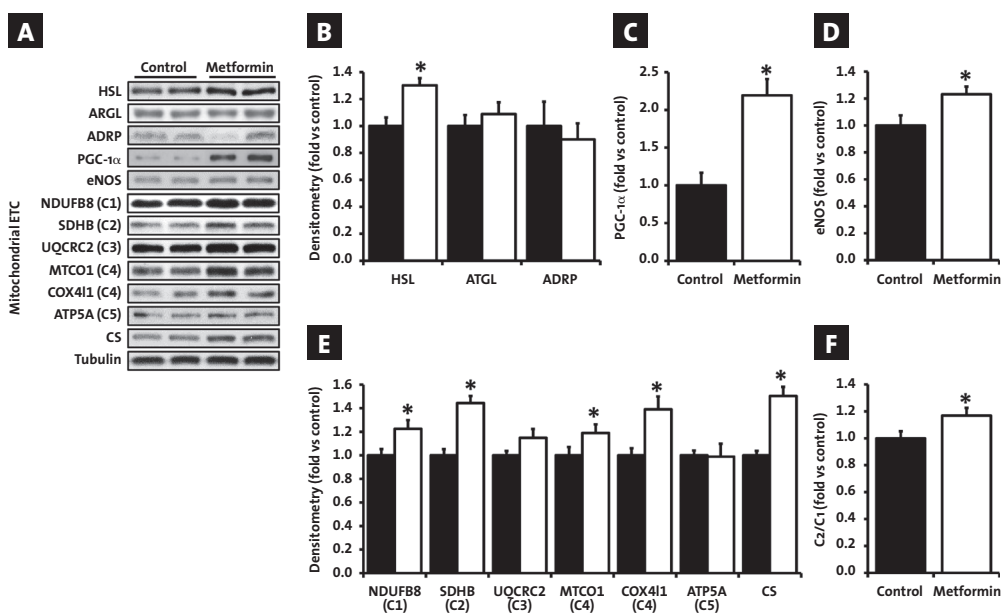 A
Control Metformin
HSL
ARGL
ADRP
PGC-1α
eNOS
NDUFB8 (C1)
SDHB (C2)
UQCRC2 (C3)
MTCO1 (C4)
COX4l1 (C4)
ATP5A (C5)
CS
Tubulin
Mitochondrial ETC
B
Densitometry (fold vs control)
1.4
1.2
1.0
0.8
0.6
0.4
0.2
0.0
*
HSL ATGL ADRP
C
PGC-1α (fold vs control)
2.5
2.0
1.5
1.0
0.5
0.0
*
Control Metformin
D
eNOS (fold vs control)
1.4
1.2
1.0
0.8
0.6
0.4
0.2
0.0
*
Control Metformin
E
Densitometry (fold vs control)
1.6
1.4
1.2
1.0
0.8
0.6
0.4
0.2
0.0
* * * * *
NDUFB8 SDHB UQCRC2 MTCO1 COX4l1 ATP5A CS
(C1) (C2) (C3) (C4) (C4) (C5)
F
C2/C1 (fold vs control)
1.4
1.2
1.0
0.8
0.6
0.4
0.2
0.0
*
Control Metformin